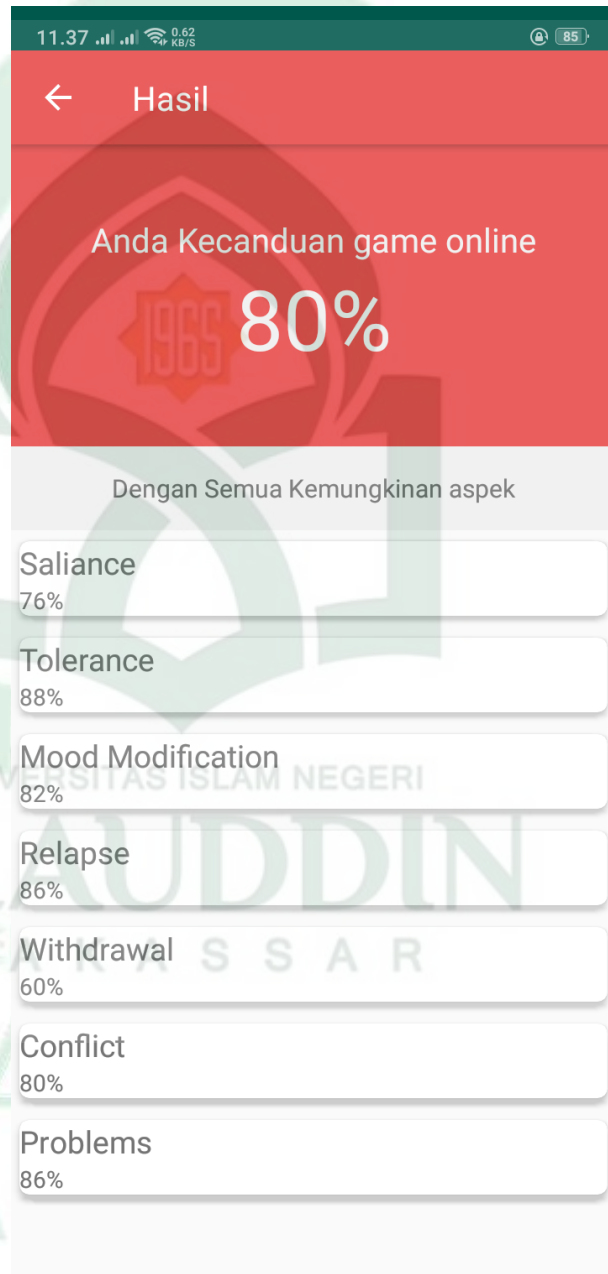 11.37 0.62 KB/S 85
Hasil
Anda Kecanduan game online
1965
80%
Dengan Semua Kemungkinan aspek
Saliance
76%
Tolerance
88%
Mood Modification
82%
VERSITAS ISLAM NEGERI
Relapse
86%
AUDDIN
Withdrawal
60%
K A S S A R
Conflict
80%
Problems
86%